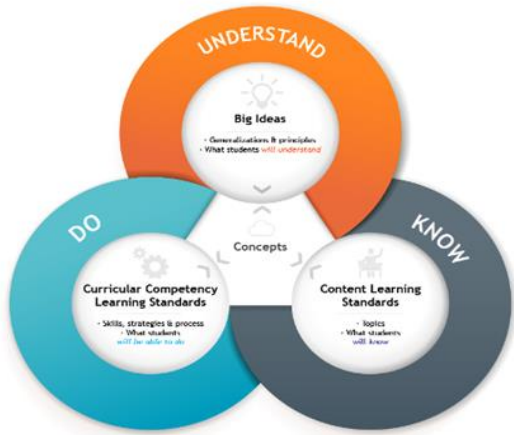 UNDERSTAND
Big Ideas
- Generalizations & principles
- What students will understand
DO
KNOW
Concepts
Curricular Competency
Learning Standards
- Skills, strategies & process
- What students
will be able to do
Content Learning
Standards
- Topics
- What students
will know